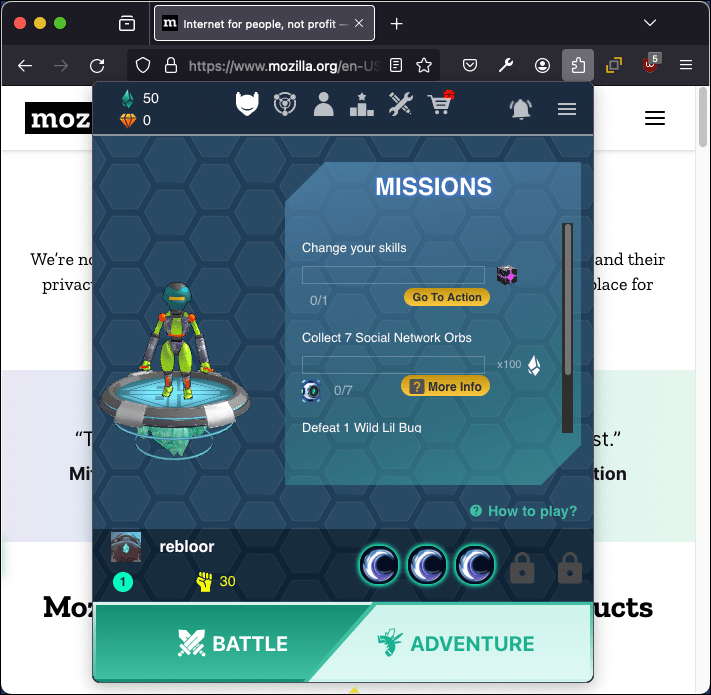 Internet for people, not profit —
https://www.mozilla.org/en-US
5
50
0
moz
MISSIONS
We're no
and their
privac
place for
Change your skills
0/1
Go To Action
Collect 7 Social Network Orbs
x100
0/7
? More Info
Defeat 1 Wild Lil Bug
“T
st.”
Mi
tion
? How to play?
rebloor
1
30
Moz
ucts
BATTLE
ADVENTURE